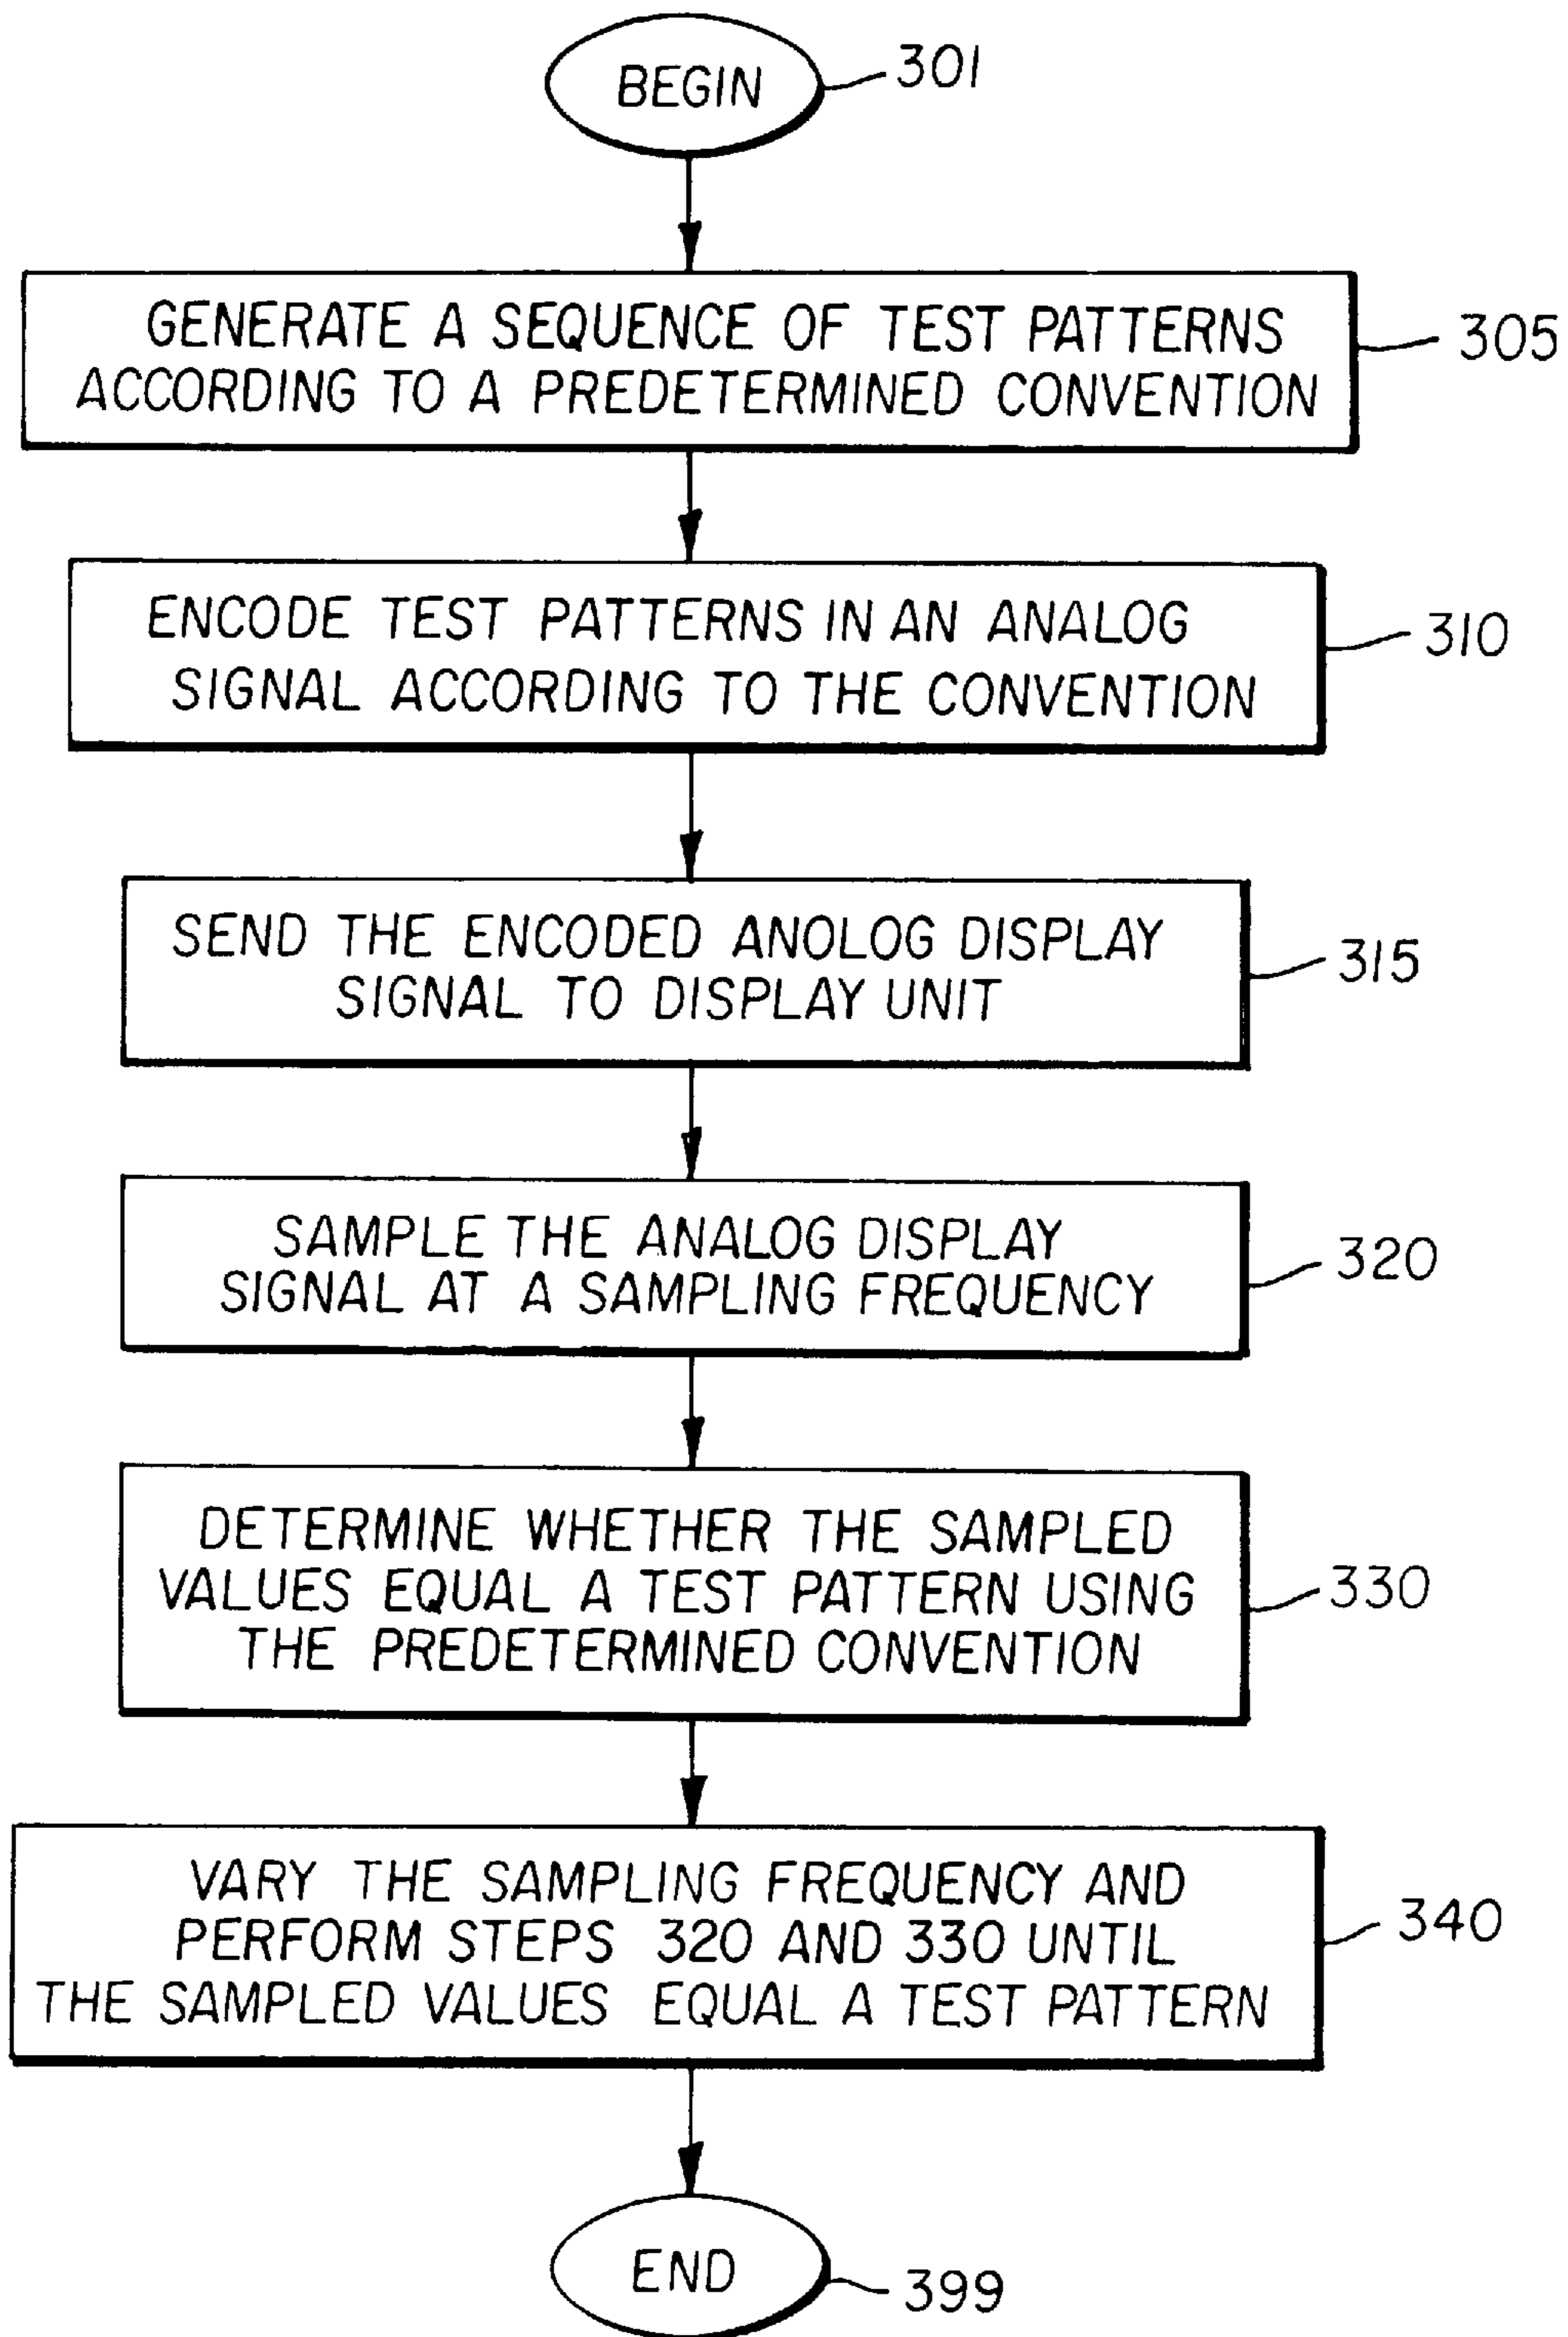 BEGIN
301
GENERATE A SEQUENCE OF TEST PATTERNS
ACCORDING TO A PREDETERMINED CONVENTION
305
ENCODE TEST PATTERNS IN AN ANALOG
SIGNAL ACCORDING TO THE CONVENTION
310
SEND THE ENCODED ANOLOG DISPLAY
SIGNAL TO DISPLAY UNIT
315
SAMPLE THE ANALOG DISPLAY
SIGNAL AT A SAMPLING FREQUENCY
320
DETERMINE WHETHER THE SAMPLED
VALUES EQUAL A TEST PATTERN USING
THE PREDETERMINED CONVENTION
330
VARY THE SAMPLING FREQUENCY AND
PERFORM STEPS 320 AND 330 UNTIL
THE SAMPLED VALUES EQUAL A TEST PATTERN
340
END
399